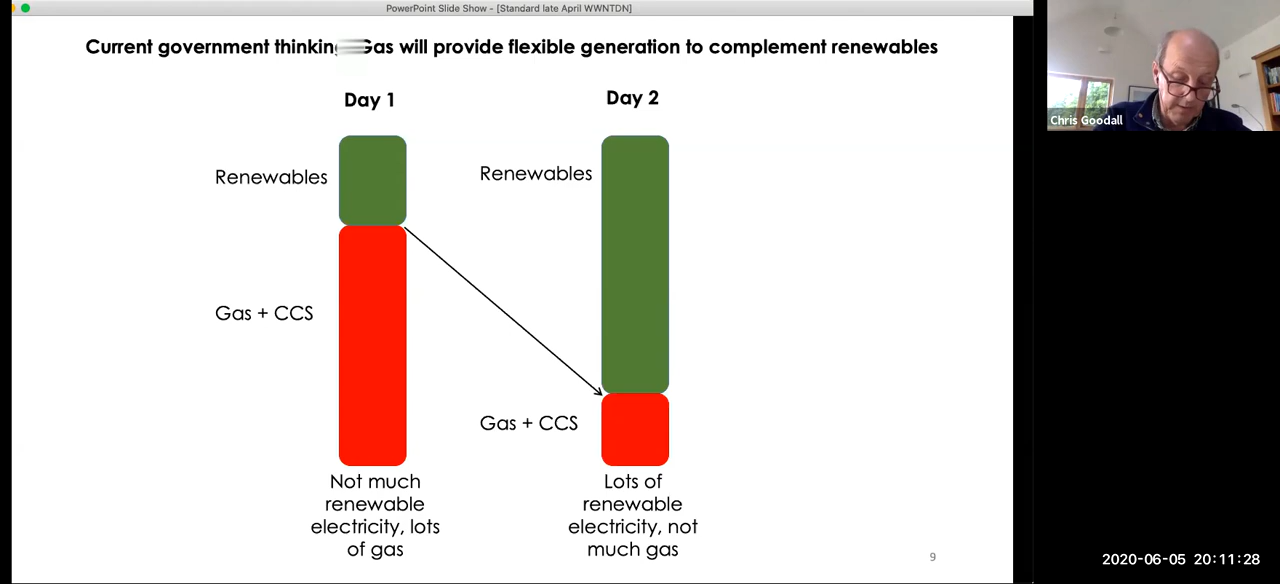 PowerPoint Slide Show - [Standard late April WWNTDN]
Current government thinking Gas will provide flexible generation to complement renewables
Day 1
Day 2
Renewables
Renewables
Gas + CCS
Gas + CCS
Not much
renewable
electricity, lots
of gas
Lots of
renewable
electricity, not
much gas
9
Chris Goodall
2020-06-05 20:11:28